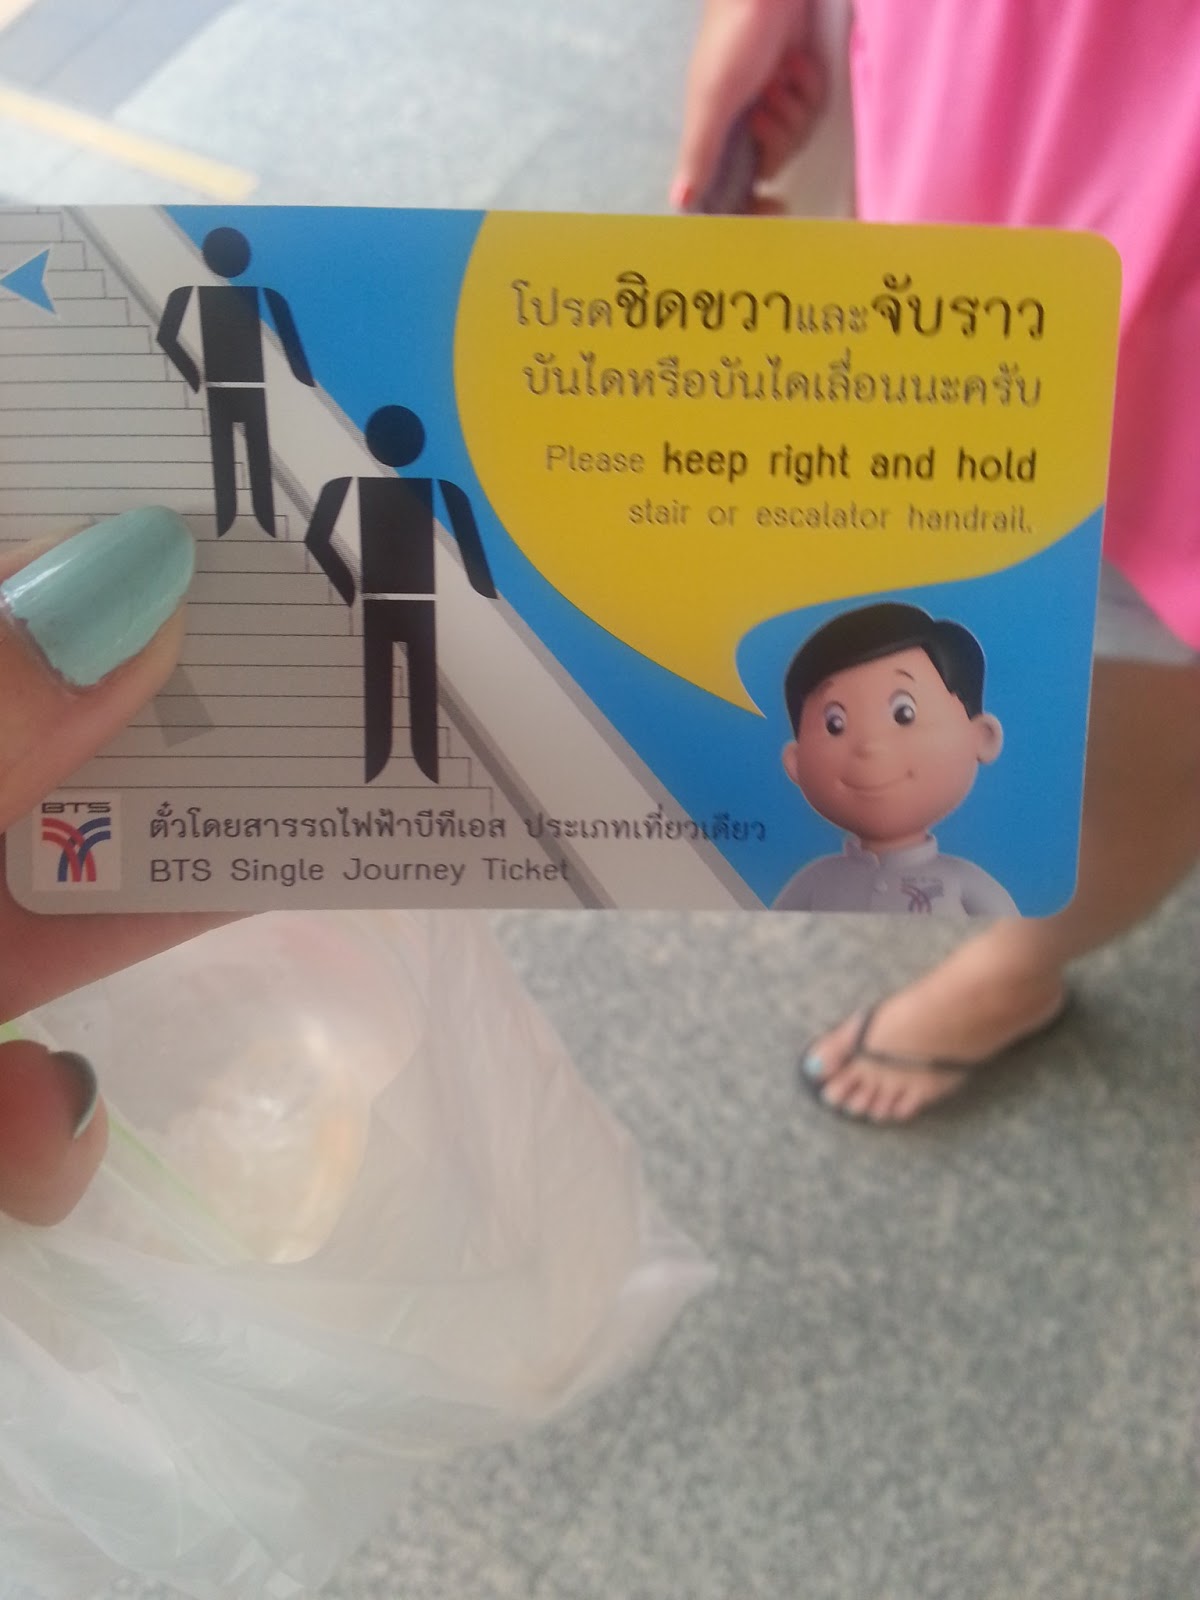 โปรดชิดขวาและจับราว
บันไดหรือบันไดเลื่อนนะครับ
Please keep right and hold
stair or escalator handrail.
BTS
ตั๋วโดยสารรถไฟฟ้าบีทีเอส ประเภทเที่ยวเดียว
BTS Single Journey Ticket